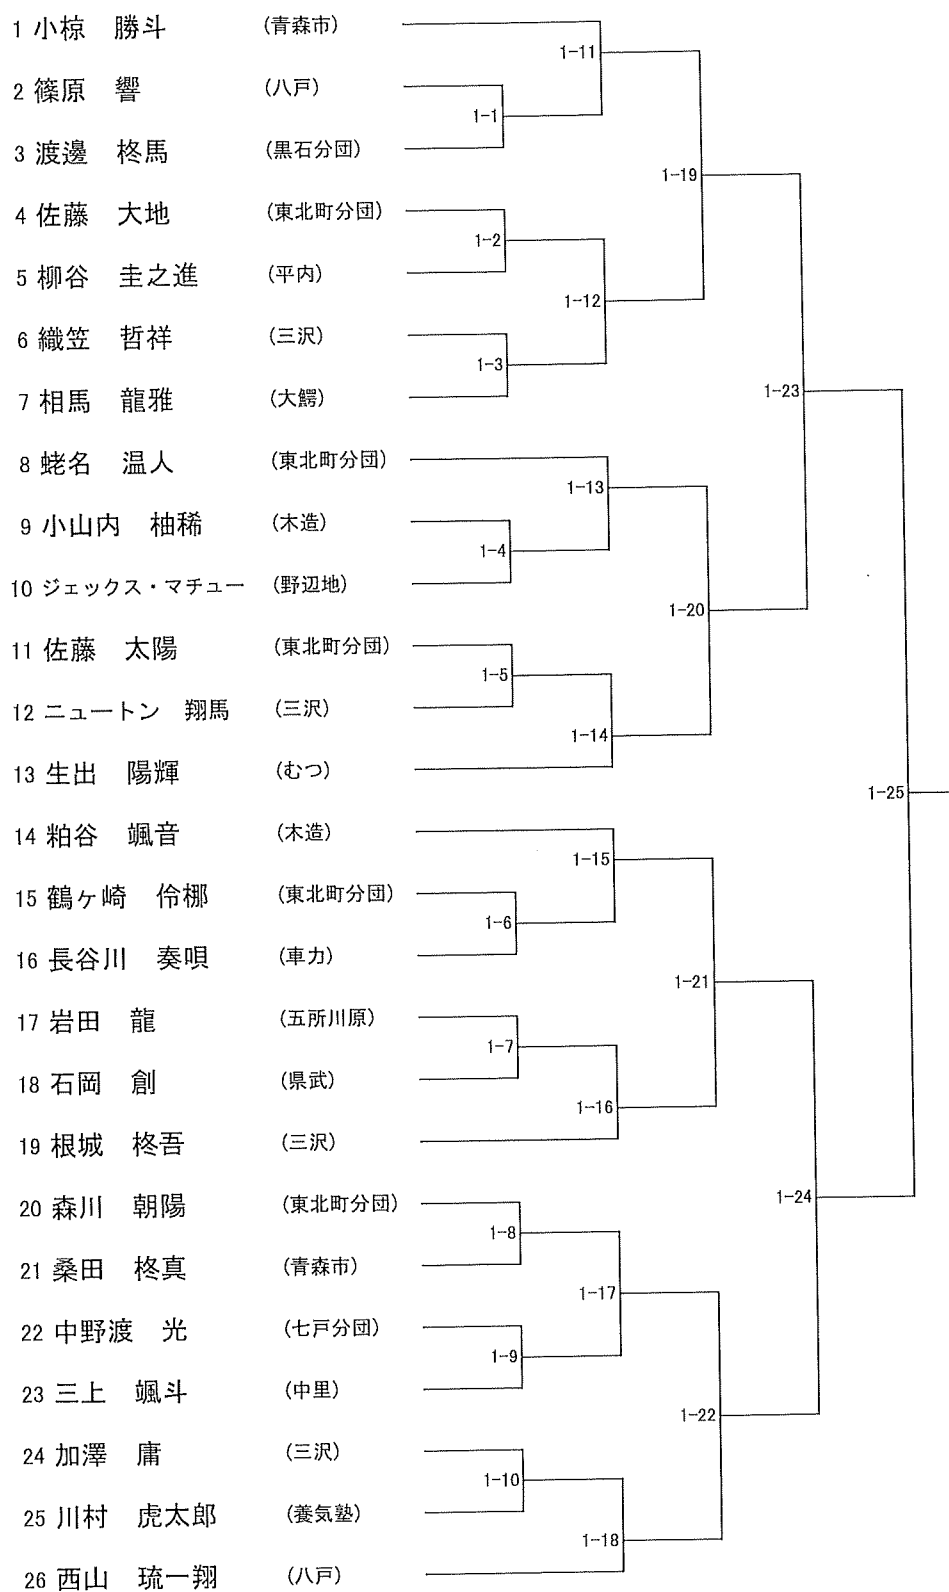 1 小椋 勝斗 (青森市)
1-11
2 篠原 響 (八戸)
1-1
3 渡邊 柊馬 (黒石分団)
1-19
4 佐藤 大地 (東北町分団)
1-2
5 柳谷 圭之進 (平内)
1-12
6 織笠 哲祥 (三沢)
1-3
7 相馬 龍雅 (大鰐)
1-23
8 蛯名 温人 (東北町分団)
1-13
9 小山内 柚稀 (木造)
1-4
10 ジェックス・マチュー (野辺地)
1-20
11 佐藤 太陽 (東北町分団)
1-5
12 ニュートン 翔馬 (三沢)
1-14
13 生出 陽輝 (むつ)
1-25
14 粕谷 颯音 (木造)
1-15
15 鶴ヶ崎 伶梛 (東北町分団)
1-6
16 長谷川 奏唄 (車力)
1-21
17 岩田 龍 (五所川原)
1-7
18 石岡 創 (県武)
1-16
19 根城 柊吾 (三沢)
1-24
20 森川 朝陽 (東北町分団)
1-8
21 桑田 柊真 (青森市)
1-17
22 中野渡 光 (七戸分団)
1-9
23 三上 颯斗 (中里)
1-22
24 加澤 庸 (三沢)
1-10
25 川村 虎太郎 (養気塾)
1-18
26 西山 琉一翔 (八戸)